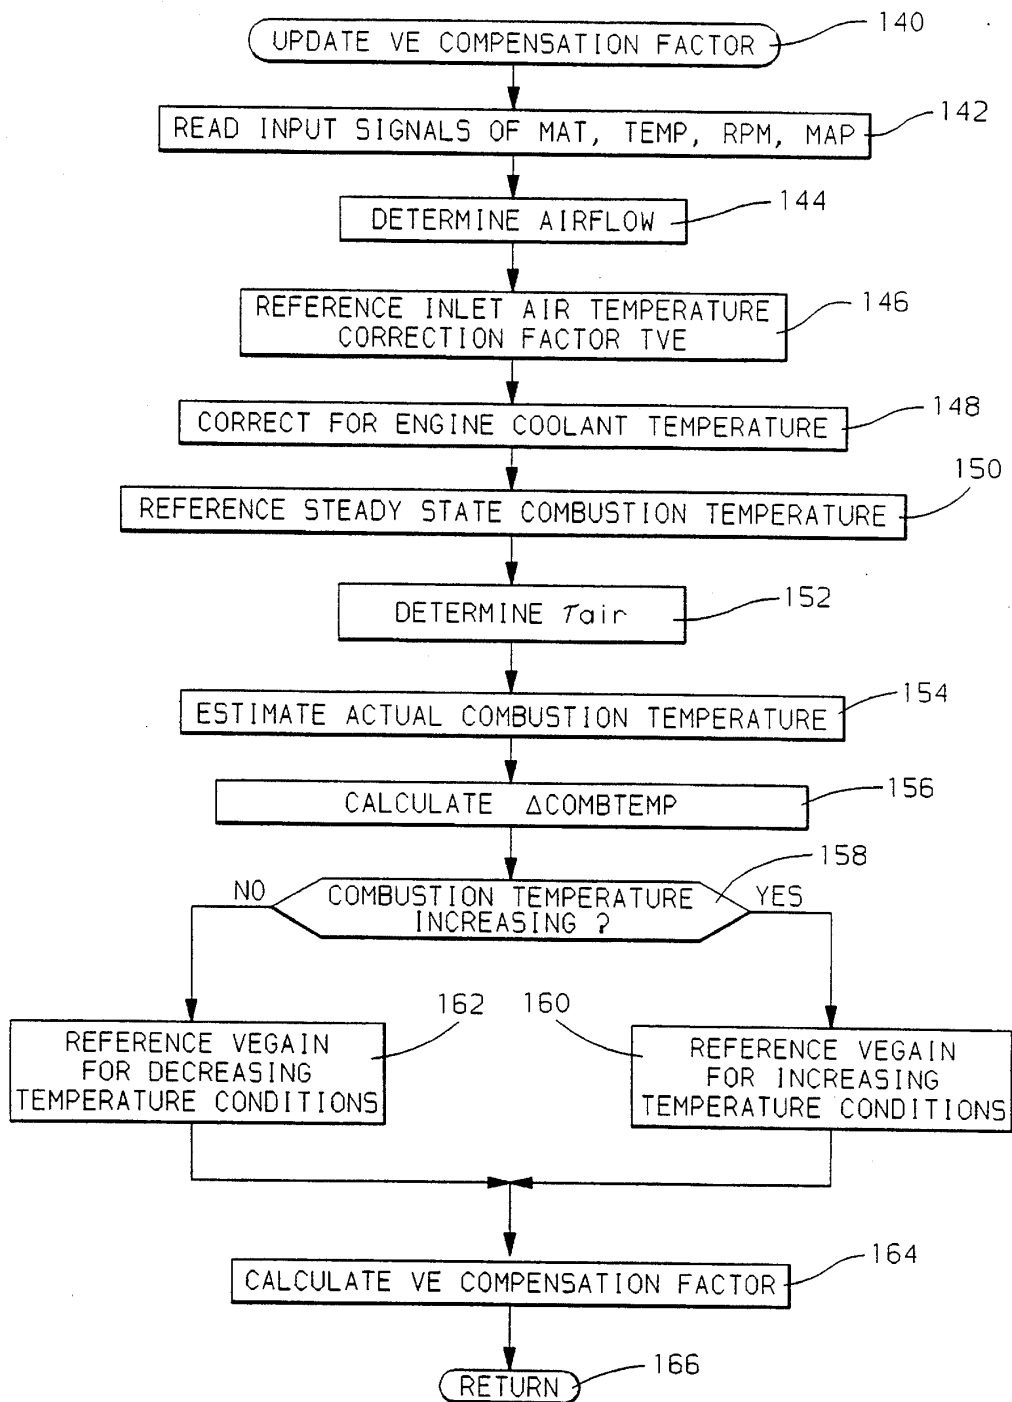 UPDATE VE COMPENSATION FACTOR
140
READ INPUT SIGNALS OF MAT, TEMP, RPM, MAP
142
DETERMINE AIRFLOW
144
REFERENCE INLET AIR TEMPERATURE
CORRECTION FACTOR TVE
146
CORRECT FOR ENGINE COOLANT TEMPERATURE
148
REFERENCE STEADY STATE COMBUSTION TEMPERATURE
150
DETERMINE τair
152
ESTIMATE ACTUAL COMBUSTION TEMPERATURE
154
CALCULATE ΔCOMBTEMP
156
COMBUSTION TEMPERATURE
INCREASING ?
158
NO
YES
REFERENCE VEGAIN
FOR DECREASING
TEMPERATURE CONDITIONS
162
160
REFERENCE VEGAIN
FOR INCREASING
TEMPERATURE CONDITIONS
CALCULATE VE COMPENSATION FACTOR
164
RETURN
166